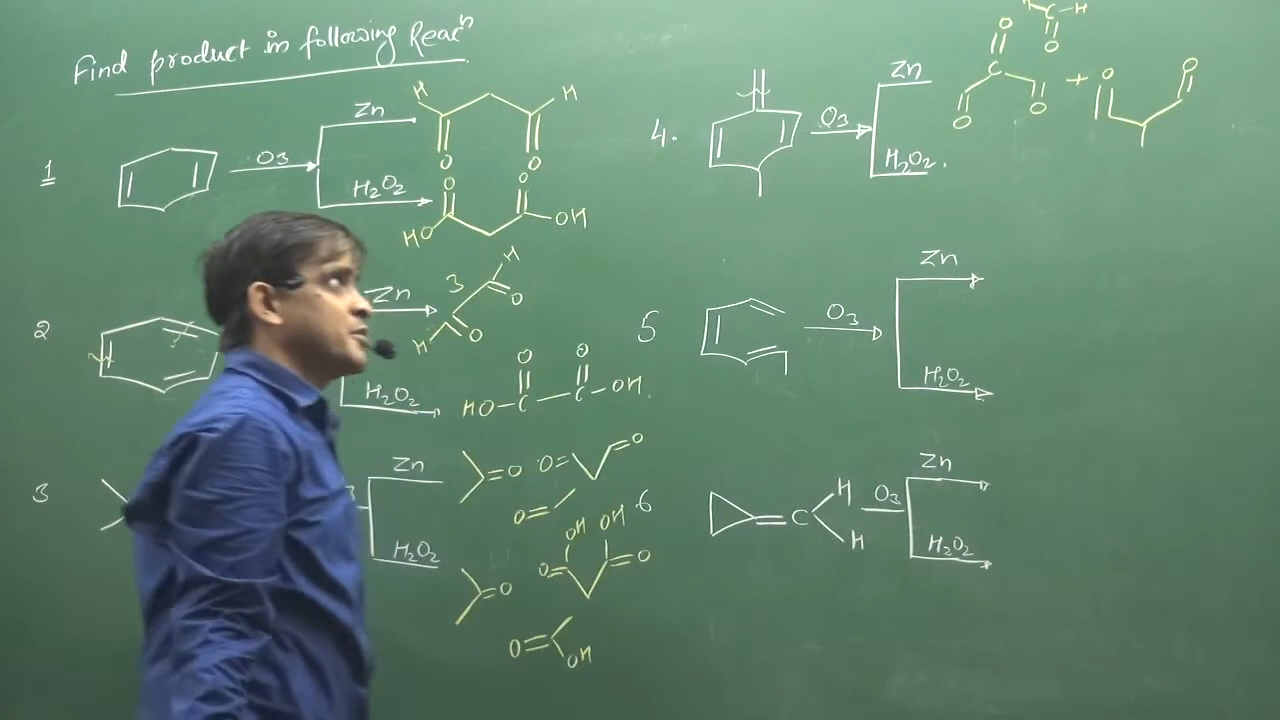 Find product in following Reacⁿ
1
O₃
Zn
H₂O₂
H
H
O
O
O
O
HO
OH
2
Zn
H₂O₂
3
H
O
O
H
O
O
HO-C-C-OH.
3
Zn
H₂O₂
=O
O=
=O
O=
OH
OH
=O
O=
=O
O=
OH
4.
O₃
Zn
H₂O₂.
C-H
O
O
C
O
O
+
O
O
5
O₃
Zn
H₂O₂
6
=C
H
H
O₃
Zn
H₂O₂